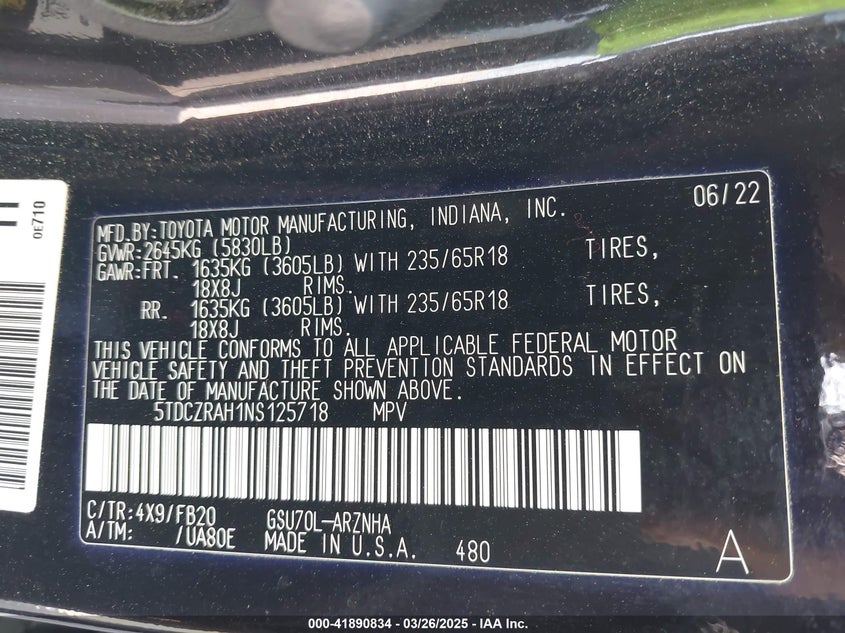 06/22
MFD.BY:TOYOTA MOTOR MANUFACTURING, INDIANA, INC.
GVWR:2645KG (5830LB)
GAWR:FRT. 1635KG (3605LB) WITH 235/65R18 TIRES,
18X8J RIMS.
RR. 1635KG (3605LB) WITH 235/65R18 TIRES,
18X8J RIMS.
THIS VEHICLE CONFORMS TO ALL APPLICABLE FEDERAL MOTOR
VEHICLE SAFETY AND THEFT PREVENTION STANDARDS IN EFFECT ON
THE DATE OF MANUFACTURE SHOWN ABOVE.
5TDCZRAH1NS125718 MPV
C/TR:4X9/FB20 GSU70L-ARZNHA
A/TM: /UA80E MADE IN U.S.A. 480 A
0E710
000-41890834 / 03/26/2025 - IAA Inc.